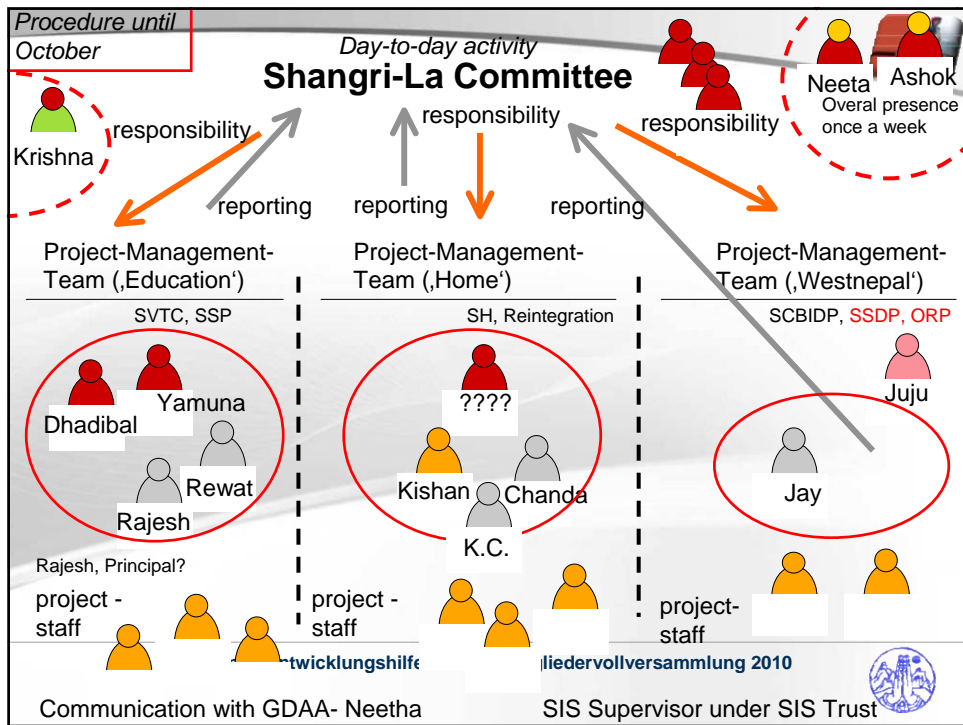 Procedure until
October
Day-to-day activity
Shangri-La Committee
Neeta
Ashok
Overal presence
once a week
Krishna
responsibility
responsibility
responsibility
reporting
reporting
reporting
Project-Management-
Team (‚Education‘)
SVTC, SSP
Project-Management-
Team (‚Home‘)
SH, Reintegration
Project-Management-
Team (‚Westnepal‘)
SCBIDP, SSDP, ORP
Juju
Dhadibal
Yamuna
Rewat
Rajesh
????
Kishan
Chanda
K.C.
Jay
Rajesh, Principal?
project -
staff
project -
staff
project-
staff
ntwicklungshilfe gliedervollversammlung 2010
Communication with GDAA- Neetha
SIS Supervisor under SIS Trust